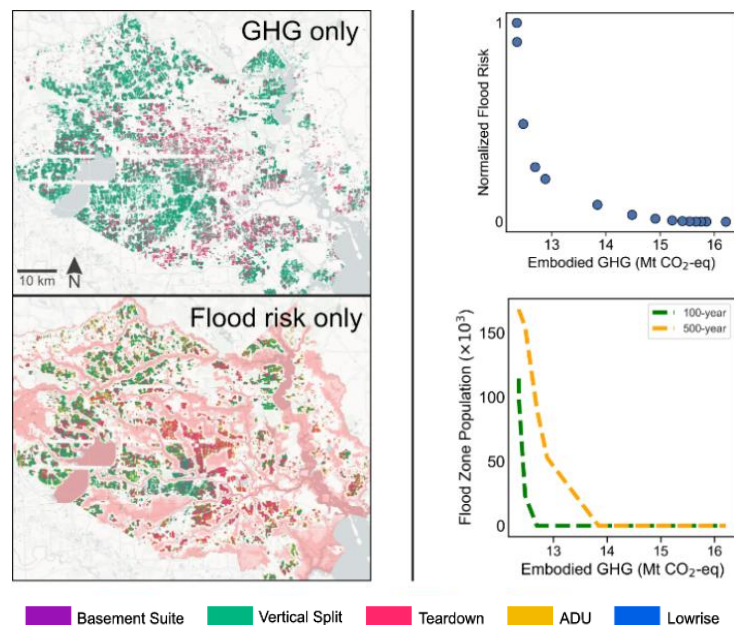 GHG only
10 km
N
Flood risk only
1
0
Normalized Flood Risk
13 14 15 16
Embodied GHG (Mt CO₂-eq)
100-year
500-year
150
100
50
0
Flood Zone Population (×10³)
13 14 15 16
Embodied GHG (Mt CO₂-eq)
Basement Suite Vertical Split Teardown ADU Lowrise